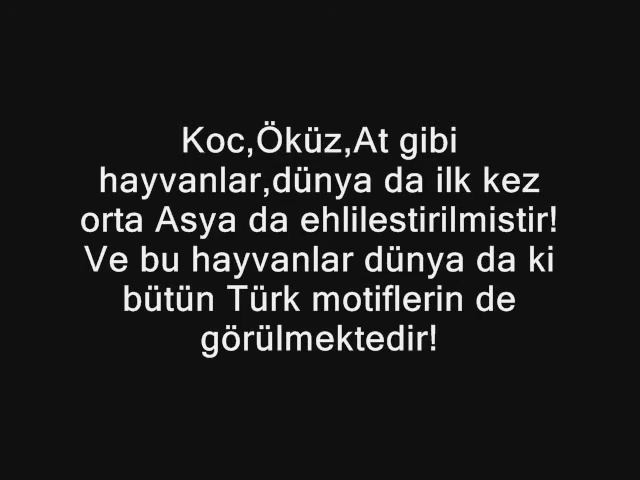 Koc,Öküz,At gibi
hayvanlar,dünya da ilk kez
orta Asya da ehlilestirilmistir!
Ve bu hayvanlar dünya da ki
bütün Türk motiflerin de
görülmektedir!